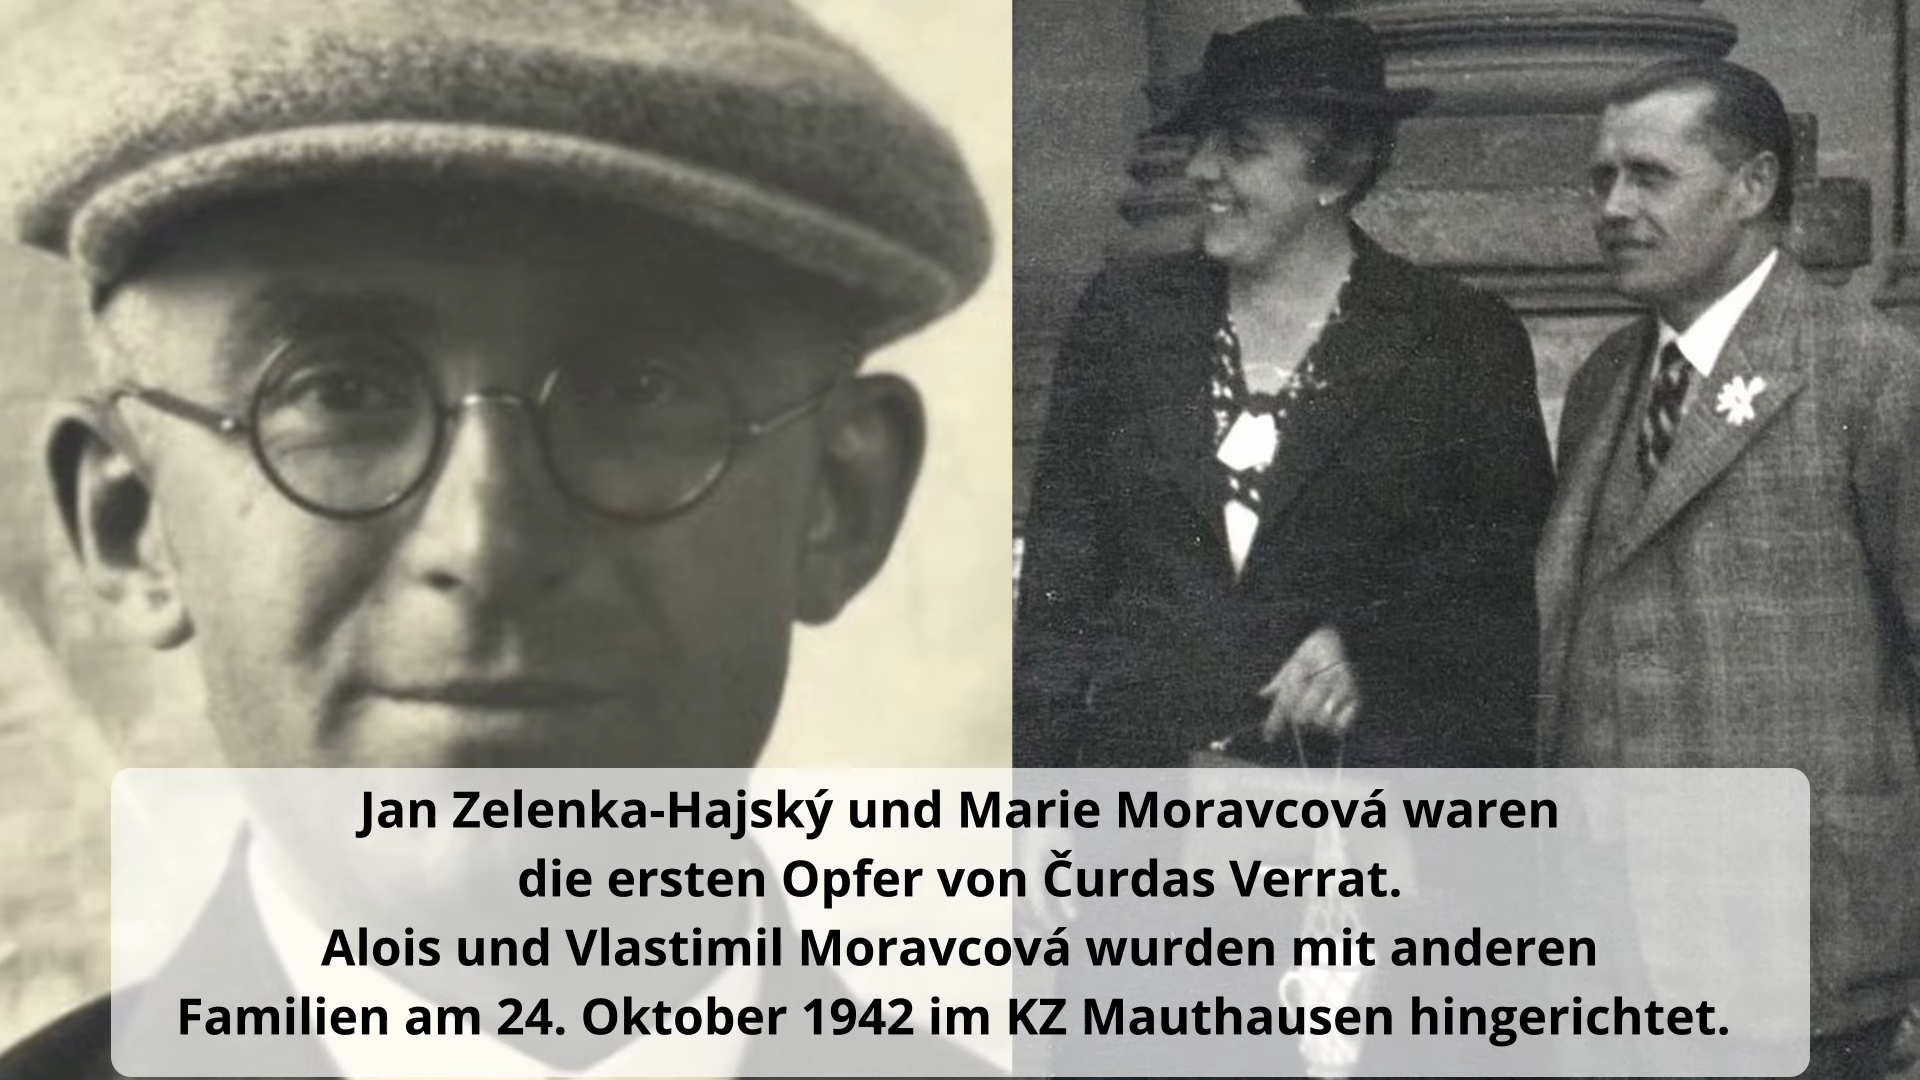 Jan Zelenka-Hajský und Marie Moravcová waren
die ersten Opfer von Čurdas Verrat.
Alois und Vlastimil Moravcová wurden mit anderen
Familien am 24. Oktober 1942 im KZ Mauthausen hingerichtet.